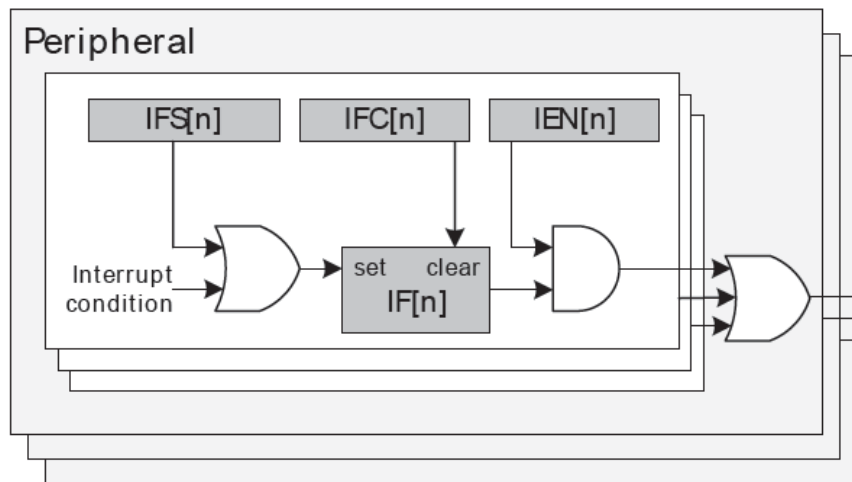 Peripheral
IFS[n]
IFC[n]
IEN[n]
Interrupt
condition
set clear
IF[n]